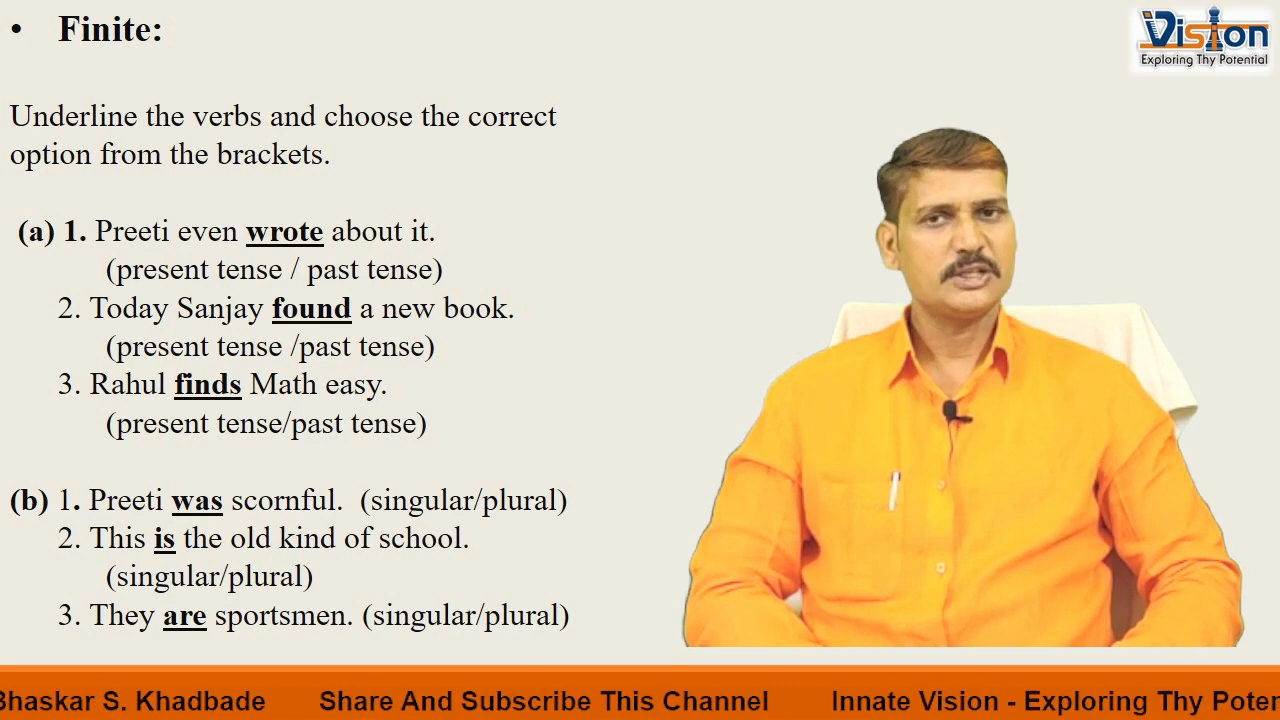 • Finite:
Vision
Exploring Thy Potential
Underline the verbs and choose the correct
option from the brackets.
(a) 1. Preeti even wrote about it.
(present tense / past tense)
2. Today Sanjay found a new book.
(present tense /past tense)
3. Rahul finds Math easy.
(present tense/past tense)
(b) 1. Preeti was scornful. (singular/plural)
2. This is the old kind of school.
(singular/plural)
3. They are sportsmen. (singular/plural)
Bhaskar S. Khadbade Share And Subscribe This Channel Innate Vision - Exploring Thy Poten